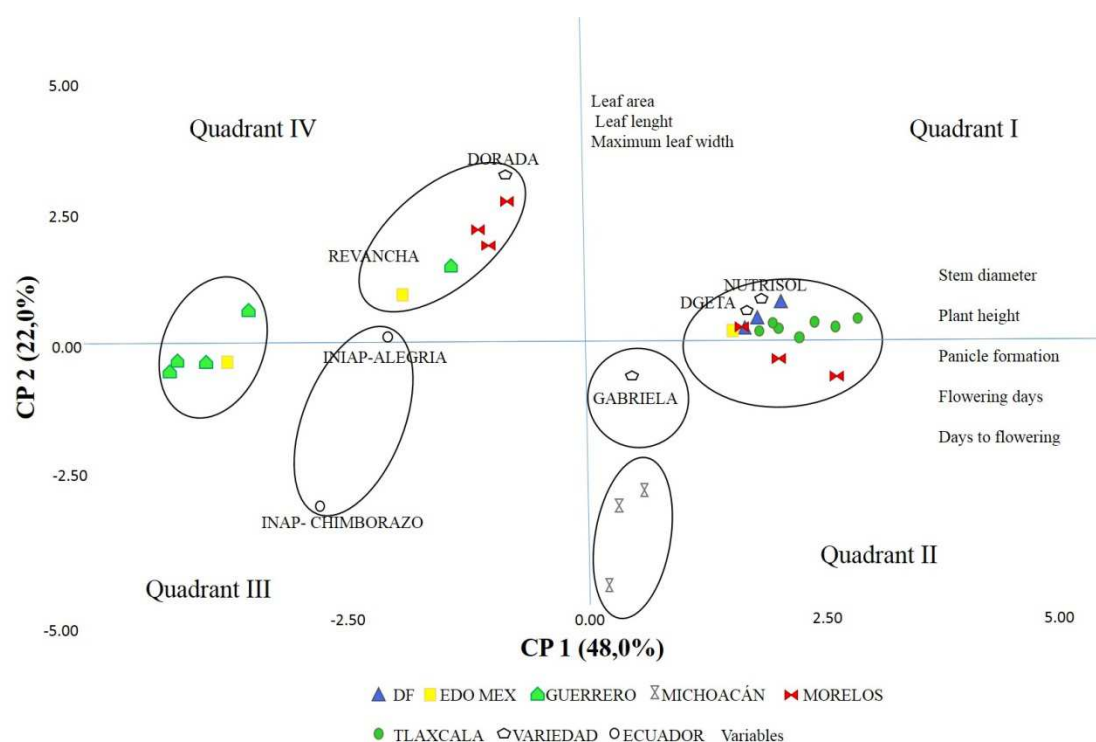 5.00
Leaf area
Leaf lenght
Maximum leaf width
Quadrant IV
Quadrant I
DORADA
2.50
REVANCHA
Stem diameter
NUTRISOL
DGETA
Plant height
0.00
INIAP-ALEGRIA
Panicle formation
GABRIELA
Flowering days
Days to flowering
CP 2 (22,0%)
-2.50
INAP- CHIMBORAZO
Quadrant II
Quadrant III
-5.00
-2.50
0.00
2.50
5.00
CP 1 (48,0%)
DF
EDO MEX
GUERRERO
MICHOACÁN
MORELOS
TLAXCALA
VARIEDAD
ECUADOR
Variables